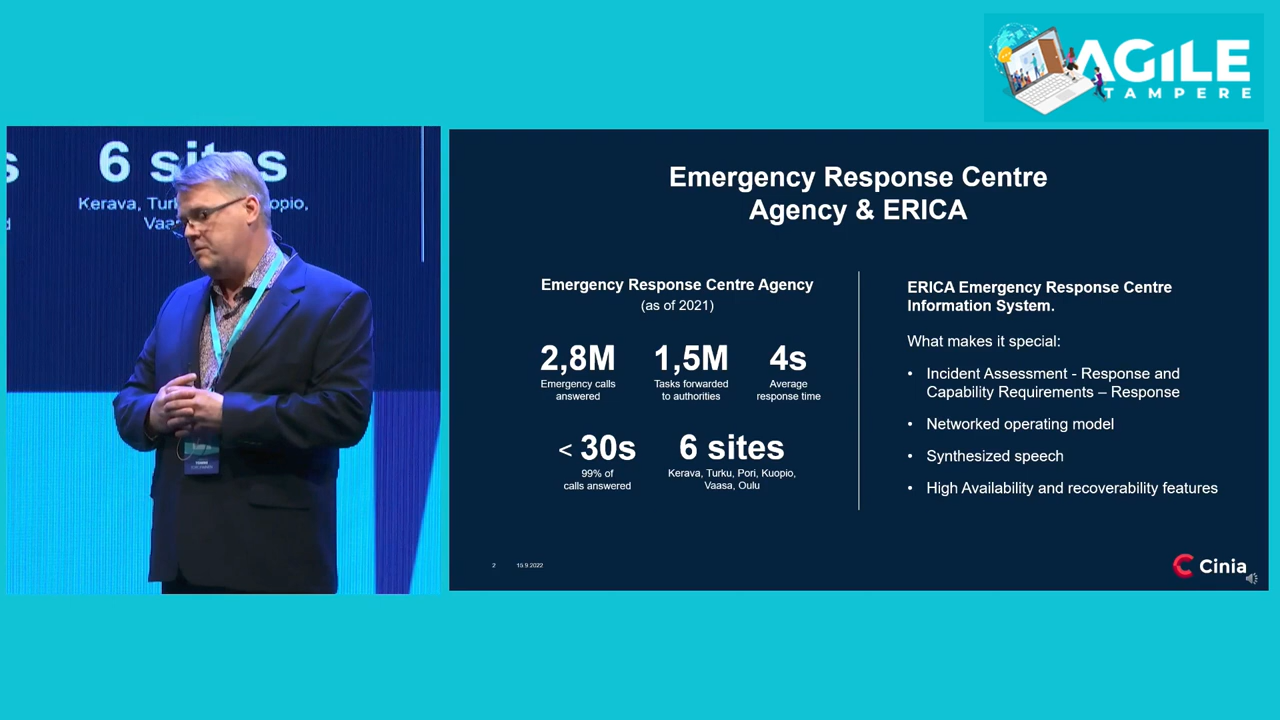 AGILE
TAMPERE
s
6 sites
Kerava, Tu
opio,
Vaa
d
Emergency Response Centre
Agency & ERICA
Emergency Response Centre Agency
(as of 2021)
2,8M
Emergency calls
answered
1,5M
Tasks forwarded
to authorities
4s
Average
response time
< 30s
99% of
calls answered
6 sites
Kerava, Turku, Pori, Kuopio,
Vaasa, Oulu
ERICA Emergency Response Centre
Information System.
What makes it special:
• Incident Assessment - Response and
Capability Requirements – Response
• Networked operating model
• Synthesized speech
• High Availability and recoverability features
2
Cinia